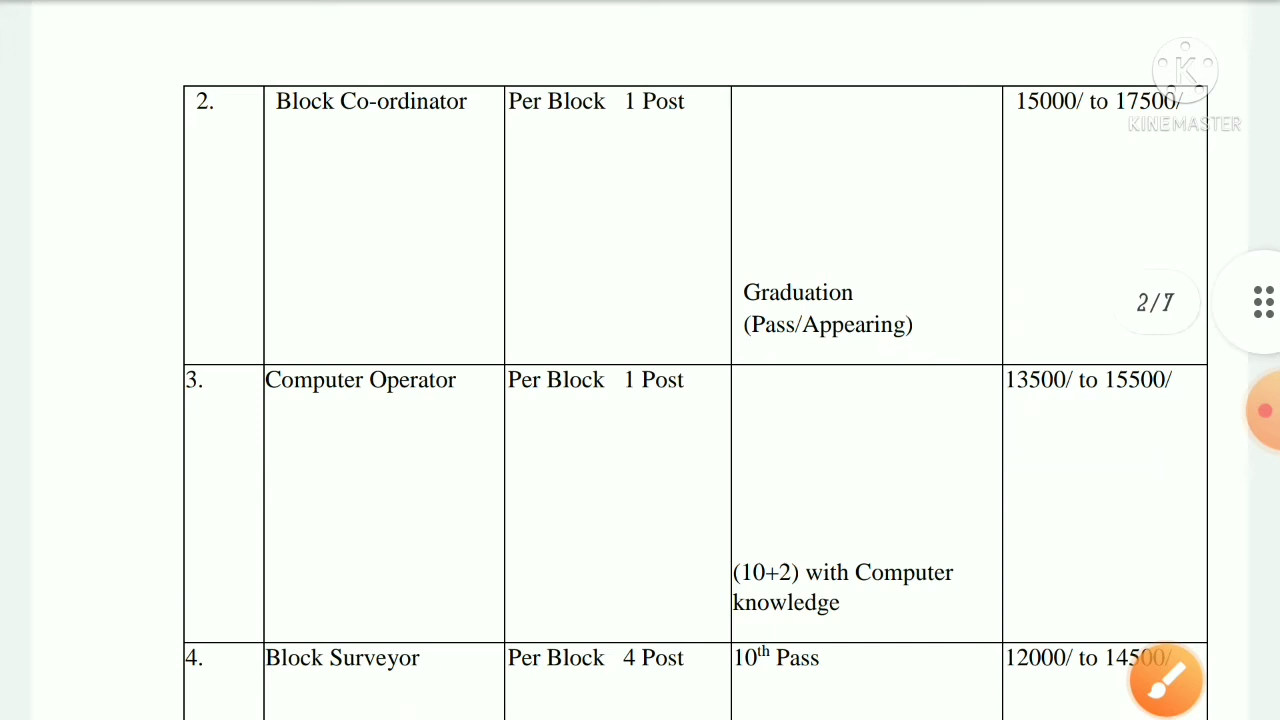 2. Block Co-ordinator Per Block 1 Post 15000/ to 17500/
KINEMASTER
Graduation
(Pass/Appearing)
2/7
3. Computer Operator Per Block 1 Post 13500/ to 15500/
(10+2) with Computer
knowledge
4. Block Surveyor Per Block 4 Post 10th Pass 12000/ to 14500/